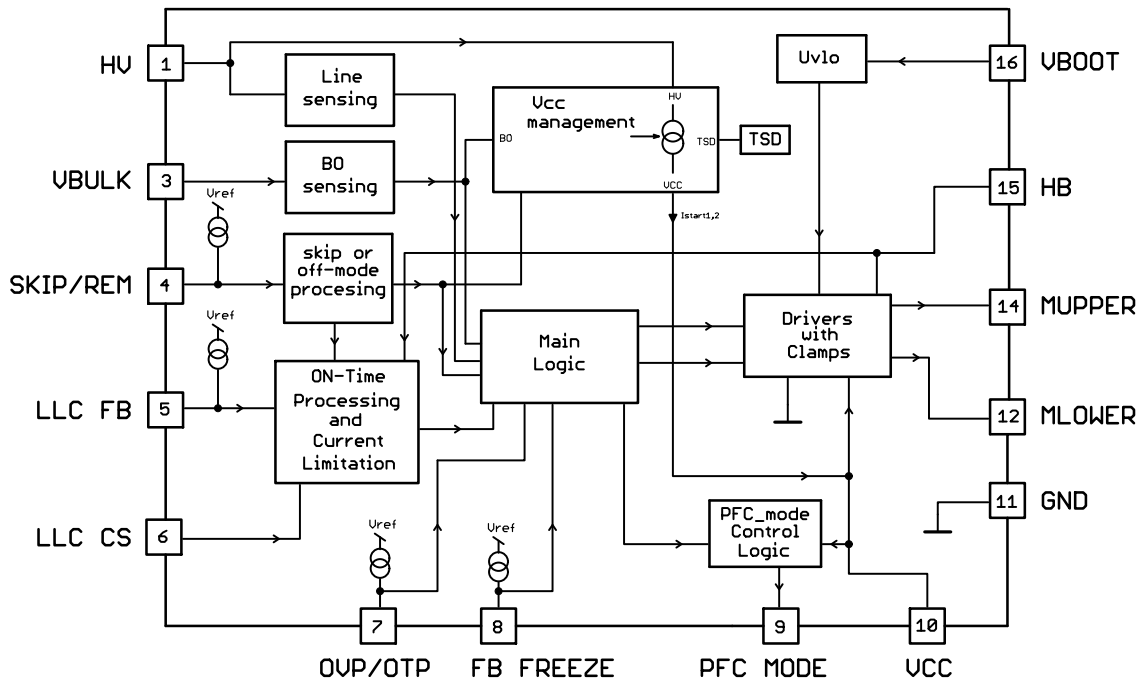 HV
1
Line
sensing
Uvlo
16
VBOOT
Vcc
management
HV
BO
TSD
TSD
VCC
VBULK
3
BO
sensing
15
HB
Vref
Istart1,2
SKIP/REM
4
skip or
off-mode
procesing
14
MUPPER
Vref
Main
Logic
Drivers
with
Clamps
LLC FB
5
ON-Time
Processing
and
Current
Limitation
12
MLOWER
11
GND
LLC CS
6
Vref
Vref
PFC_mode
Control
Logic
7
8
9
10
OVP/OTP
FB FREEZE
PFC MODE
VCC